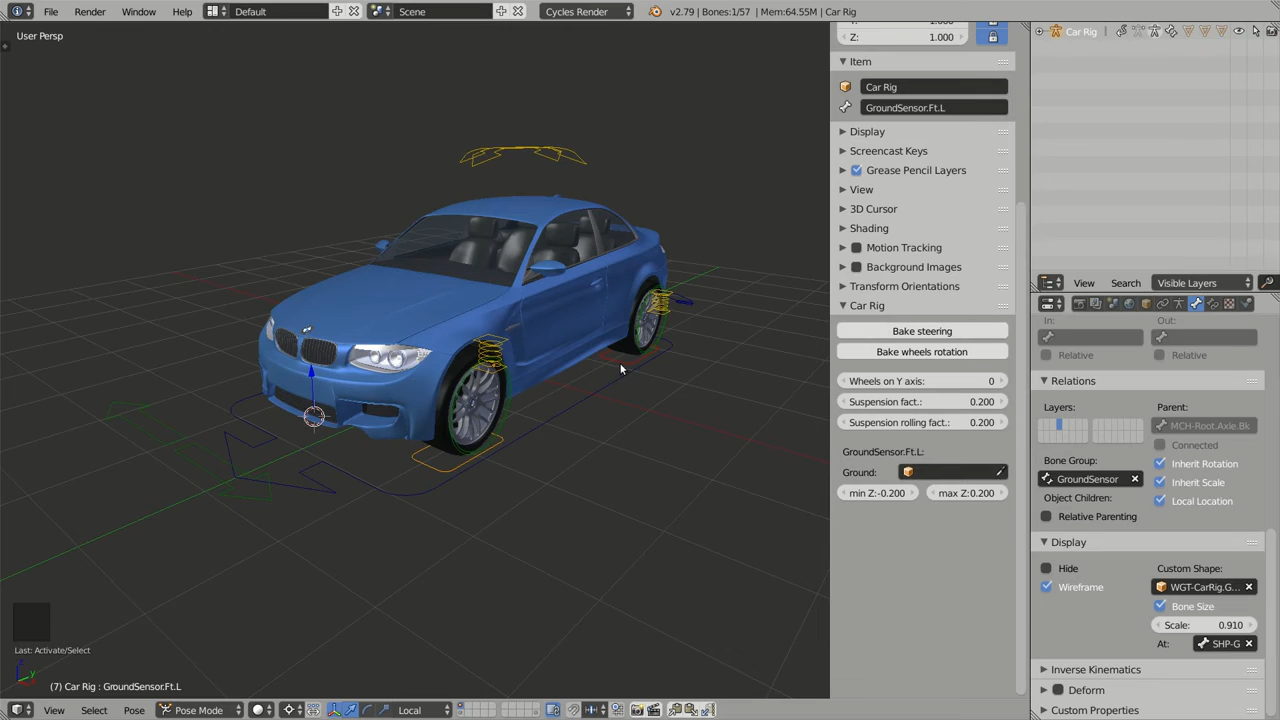 File Render Window Help Default Scene Cycles Render v2.79 | Bones:1/57 | Mem:64.55M | Car Rig
User Persp
Z: 1.000
Item
Car Rig
GroundSensor.Ft.L
Display
Screencast Keys
Grease Pencil Layers
View
3D Cursor
Shading
Motion Tracking
Background Images
Transform Orientations
Car Rig
Bake steering
Bake wheels rotation
Wheels on Y axis: 0
Suspension fact.: 0.200
Suspension rolling fact.: 0.200
GroundSensor.Ft.L:
Ground:
min Z:-0.200 max Z:0.200
Car Rig
View Search Visible Layers
In: Out:
Relative Relative
Relations
Layers: Parent:
MCH-Root.Axle.Bk
Connected
Bone Group: Inherit Rotation
GroundSensor Inherit Scale
Object Children: Local Location
Relative Parenting
Display
Hide Custom Shape:
Wireframe WGT-CarRig.G...
Bone Size
Scale: 0.910
At: SHP-G
Inverse Kinematics
Deform
Custom Properties
Last: Activate/Select
z
y
(7) Car Rig : GroundSensor.Ft.L
View Select Pose Pose Mode Local